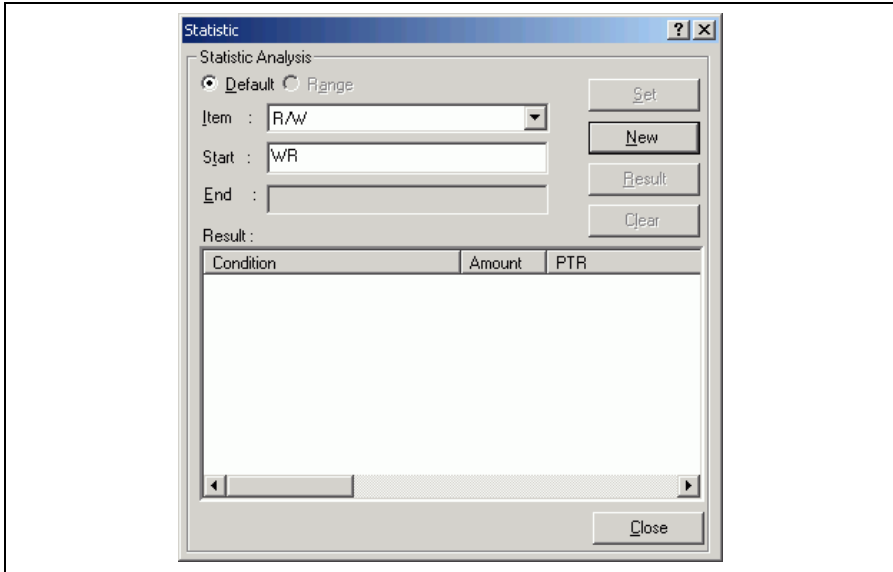 Statistic
Statistic Analysis
Default Range
Set
Item : R/W
New
Start : WR
Result
End :
Clear
Result :
Condition Amount PTR
Close